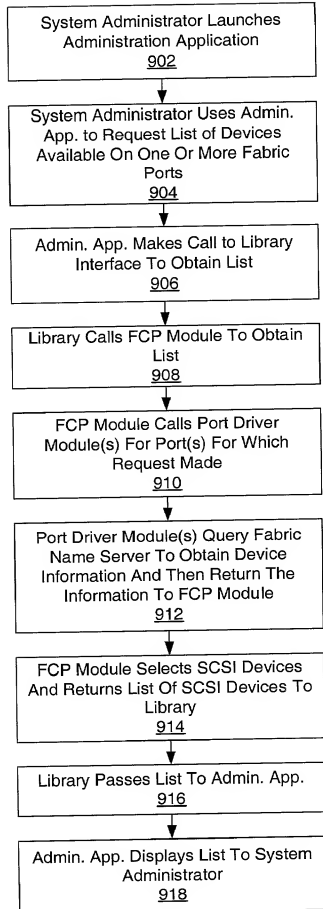 System Administrator Launches
Administration Application
902
System Administrator Uses Admin.
App. to Request List of Devices
Available On One Or More Fabric
Ports
904
Admin. App. Makes Call to Library
Interface To Obtain List
906
Library Calls FCP Module To Obtain
List
908
FCP Module Calls Port Driver
Module(s) For Port(s) For Which
Request Made
910
Port Driver Module(s) Query Fabric
Name Server To Obtain Device
Information And Then Return The
Information To FCP Module
912
FCP Module Selects SCSI Devices
And Returns List Of SCSI Devices To
Library
914
Library Passes List To Admin. App.
916
Admin. App. Displays List To System
Administrator
918